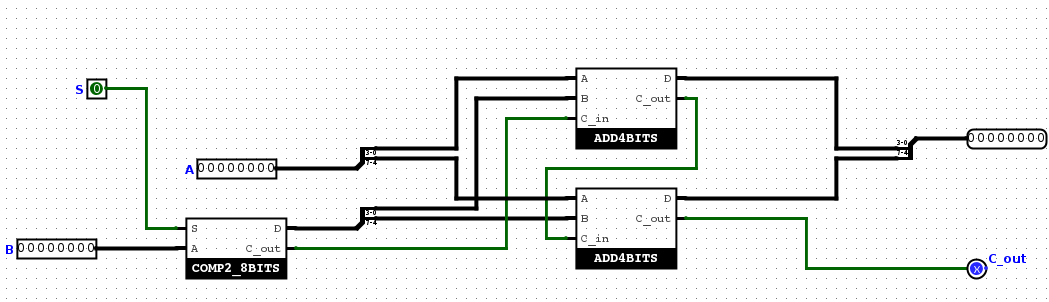 A D
B C_out
C_in
ADD4BITS
S 0
3-0
7-4
A 00000000
3-0
7-4
00000000
A D
B C_out
C_in
ADD4BITS
3-0
7-4
S D
A C_out
COMP2_8BITS
B 00000000
C_out
X